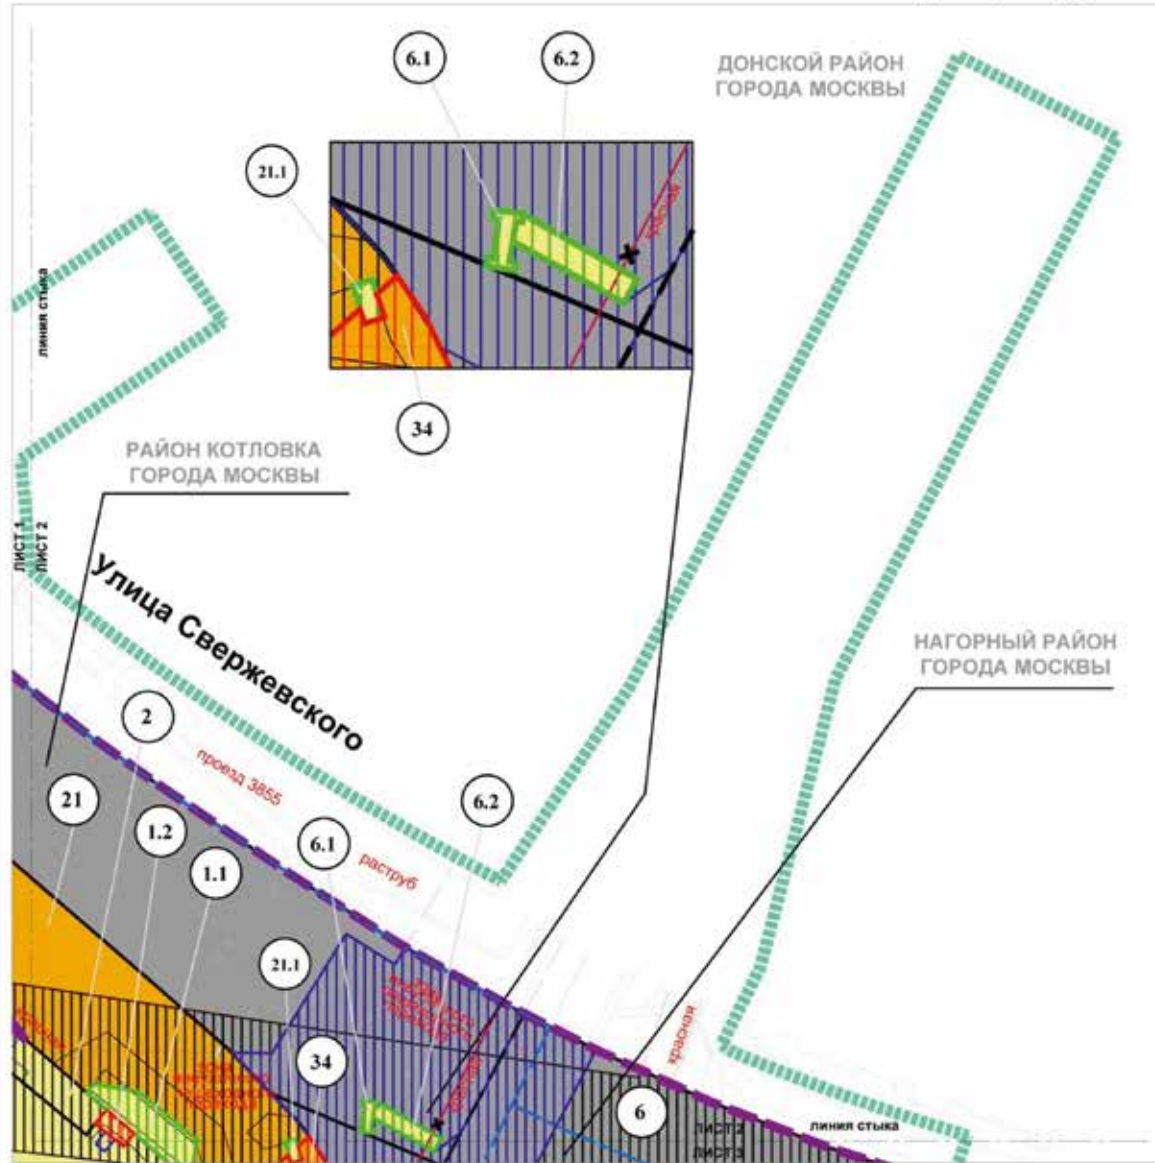 6.1
6.2
ДОНСКОЙ РАЙОН
ГОРОДА МОСКВЫ
21.1
красная
линия стыка
34
РАЙОН КОТЛОВКА
ГОРОДА МОСКВЫ
ЛИСТ 1
ЛИСТ 2
Улица Свержевского
НАГОРНЫЙ РАЙОН
ГОРОДА МОСКВЫ
2
проезд 3855
21
6.2
1.2
6.1
раструб
1.1
21.1
красная
34
красная
6
линия стыка
ЛИСТ 2
ЛИСТ 3